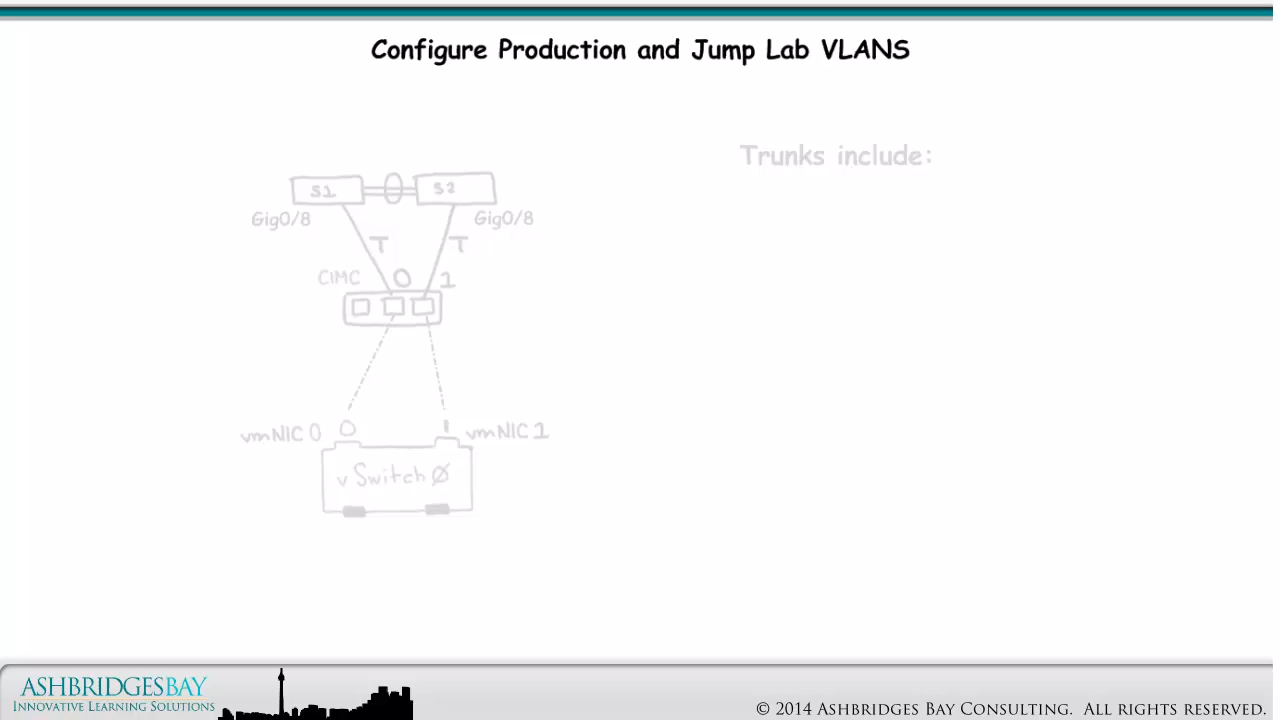 Configure Production and Jump Lab VLANS
Trunks include:
S1
S2
Gig0/8
Gig0/8
T
T
CIMC
0
1
vmNIC 0
0
1
vmNIC 1
vSwitch Ø
ASHBRIDGESBAY
INNOVATIVE LEARNING SOLUTIONS
© 2014 ASHBRIDGES BAY CONSULTING. ALL RIGHTS RESERVED.